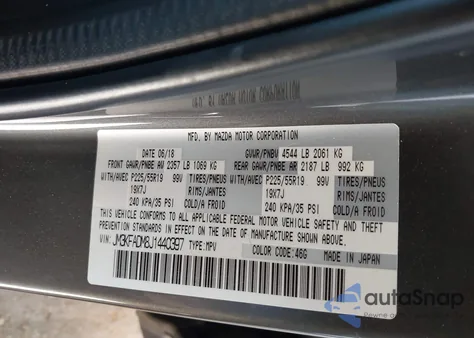 MFD. BY MAZDA MOTOR CORPORATION
DATE 06/18 GVWR/PNBV 4544 LB 2061 KG
FRONT GAWR/PNBE AR 2357 LB 1069 KG REAR GAWR/PNBE AR 2187 LB 992 KG
WITH/AVEC P225/55R19 99V TIRES/PNEUS WITH/AVEC P225/55R19 99V TIRES/PNEUS
19X7J RIMS/JANTES 19X7J RIMS/JANTES
240 KPA/35 PSI COLD/A FROID 240 KPA/35 PSI COLD/A FROID
THIS VEHICLE CONFORMS TO ALL APPLICABLE FEDERAL MOTOR VEHICLE SAFETY AND THEFT
PREVENTION STANDARDS IN EFFECT ON THE DATE OF MANUFACTURE SHOWN ABOVE.
VIN: JM3KFADM8J1440397 TYPE:MPV COLOR CODE:46G MADE IN JAPAN
autoSnap